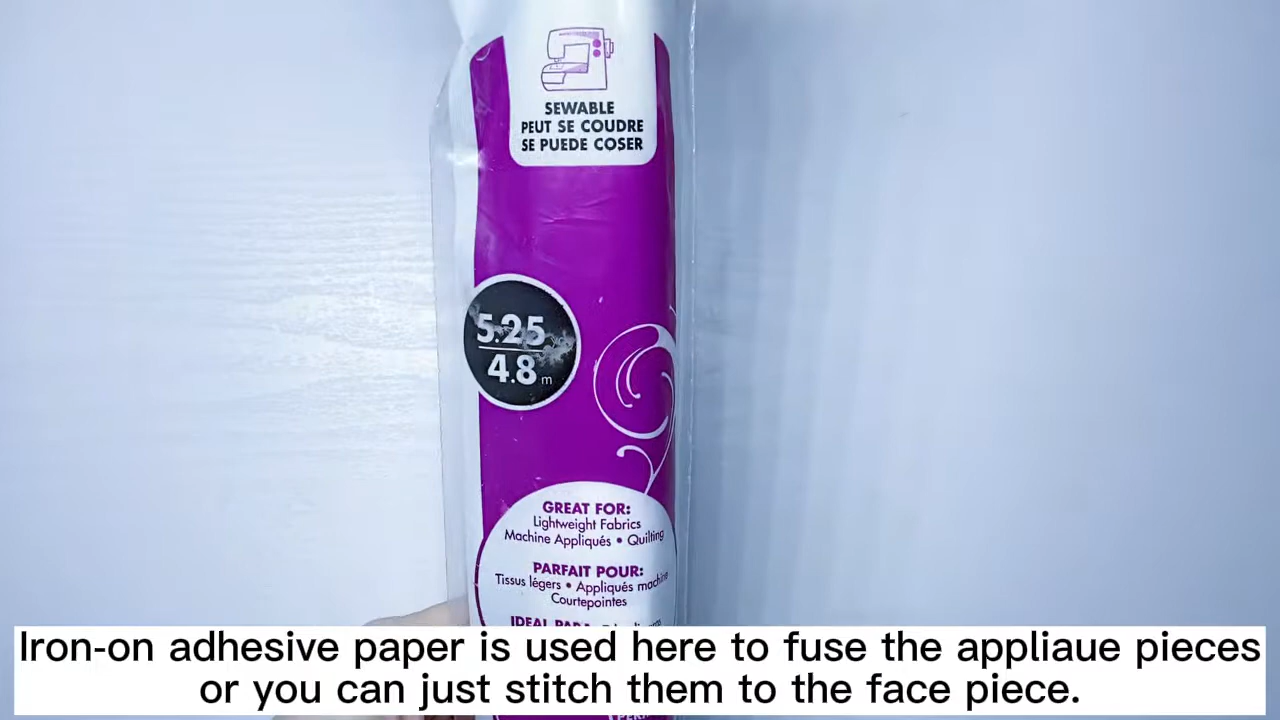 SEWABLE
PEUT SE COUDRE
SE PUEDE COSER
5.25
4.8 m
GREAT FOR:
Lightweight Fabrics
Machine Appliqués • Quilting
PARFAIT POUR:
Tissus légers • Appliqués machine
Courtepointes
IDEAL PARA:
Iron-on adhesive paper is used here to fuse the appliaue pieces
or you can just stitch them to the face piece.